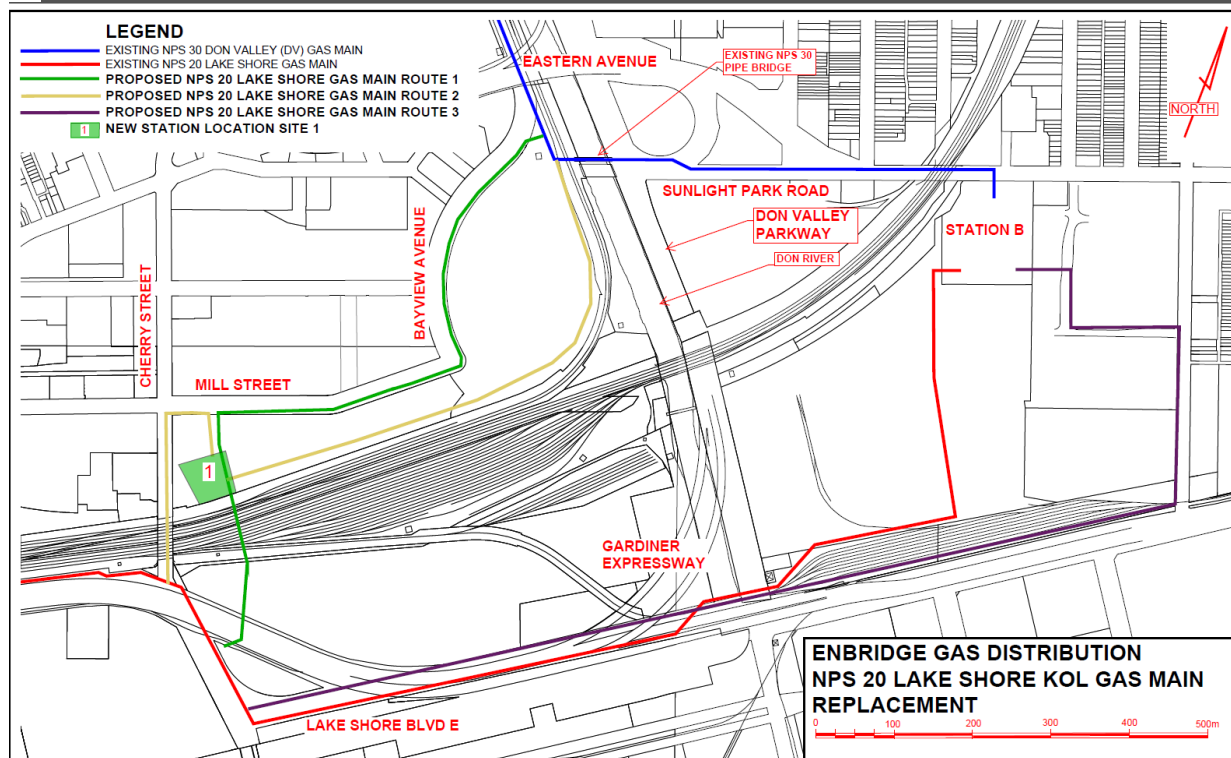 LEGEND
EXISTING NPS 30 DON VALLEY (DV) GAS MAIN
EXISTING NPS 20 LAKE SHORE GAS MAIN
PROPOSED NPS 20 LAKE SHORE GAS MAIN ROUTE 1
PROPOSED NPS 20 LAKE SHORE GAS MAIN ROUTE 2
PROPOSED NPS 20 LAKE SHORE GAS MAIN ROUTE 3
1 NEW STATION LOCATION SITE 1
EASTERN AVENUE
EXISTING NPS 30
PIPE BRIDGE
NORTH
SUNLIGHT PARK ROAD
DON VALLEY
PARKWAY
STATION B
DON RIVER
BAYVIEW AVENUE
CHERRY STREET
MILL STREET
1
GARDINER
EXPRESSWAY
LAKE SHORE BLVD E
ENBRIDGE GAS DISTRIBUTION
NPS 20 LAKE SHORE KOL GAS MAIN
REPLACEMENT
0 100 200 300 400 500m